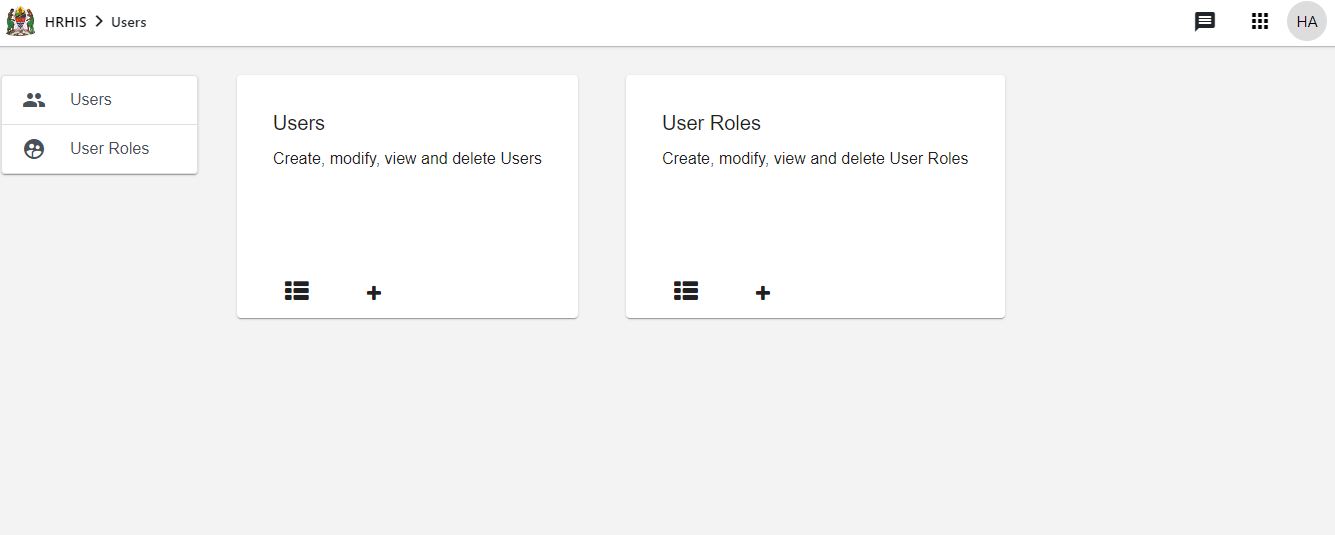 HRHIS > Users
HA
Users
User Roles
Users
Create, modify, view and delete Users
User Roles
Create, modify, view and delete User Roles